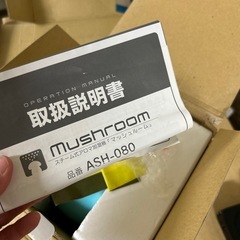 OPERATION MANUAL
取扱説明書
mushroom
スチーム式アロマ加湿器「マッシュルーム」
品番 ASH-080